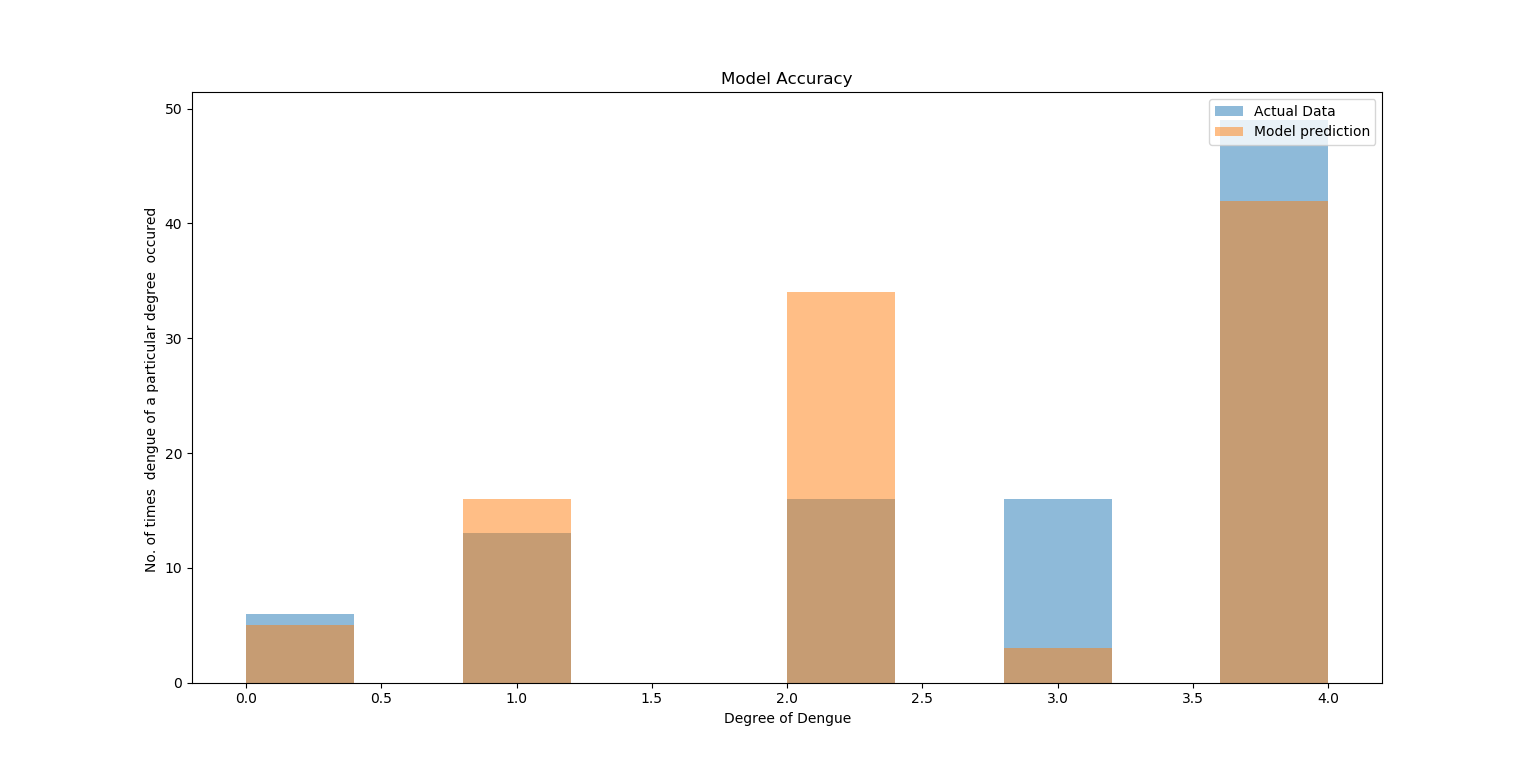 Model Accuracy
Actual Data
Model prediction
50
40
30
20
10
0
No. of times  dengue of a particular degree  occured
0.0 0.5 1.0 1.5 2.0 2.5 3.0 3.5 4.0
Degree of Dengue